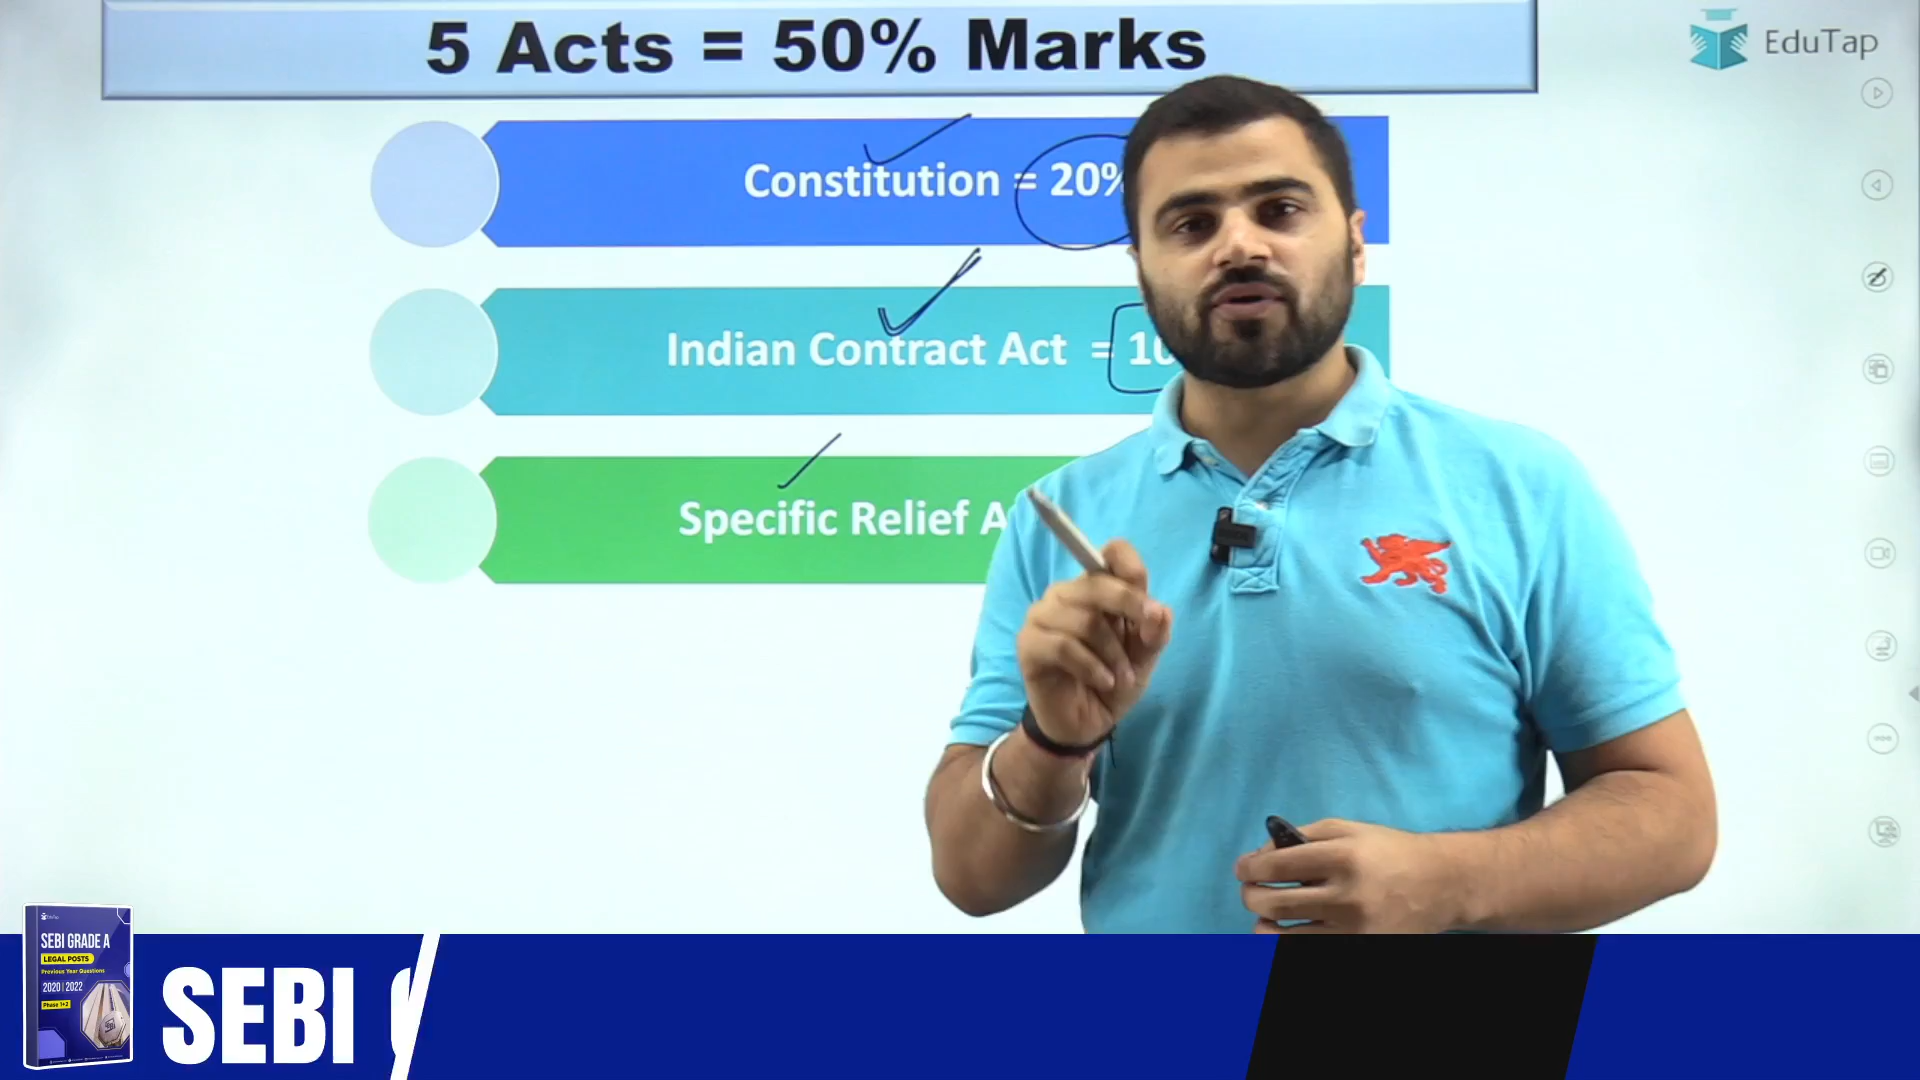 5 Acts = 50% Marks
EduTap
Constitution = 20%
Indian Contract Act = 10
Specific Relief A
SEBI GRADE A
LEGAL POSTS
Previous Year Questions
2020 | 2022
Phase 1+2
SEBI